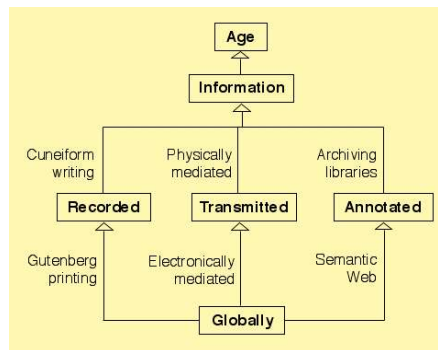 Age
Information
Cuneiform
writing
Physically
mediated
Archiving
libraries
Recorded
Transmitted
Annotated
Gutenberg
printing
Electronically
mediated
Semantic
Web
Globally